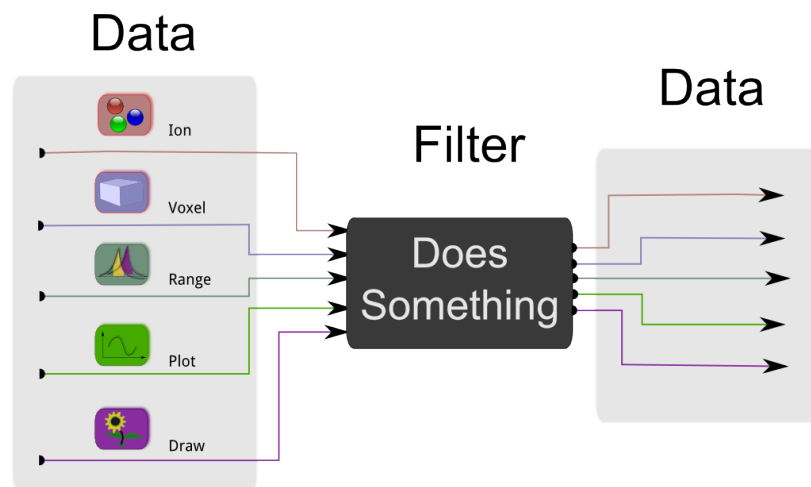 Data
Ion
Voxel
Range
Plot
Draw
Filter
Does
Something
Data